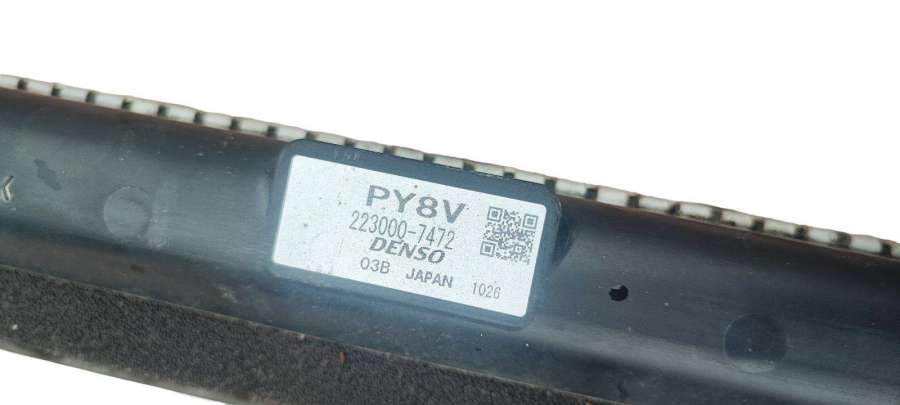 PY8V
223000-7472
DENSO
03B JAPAN 1026